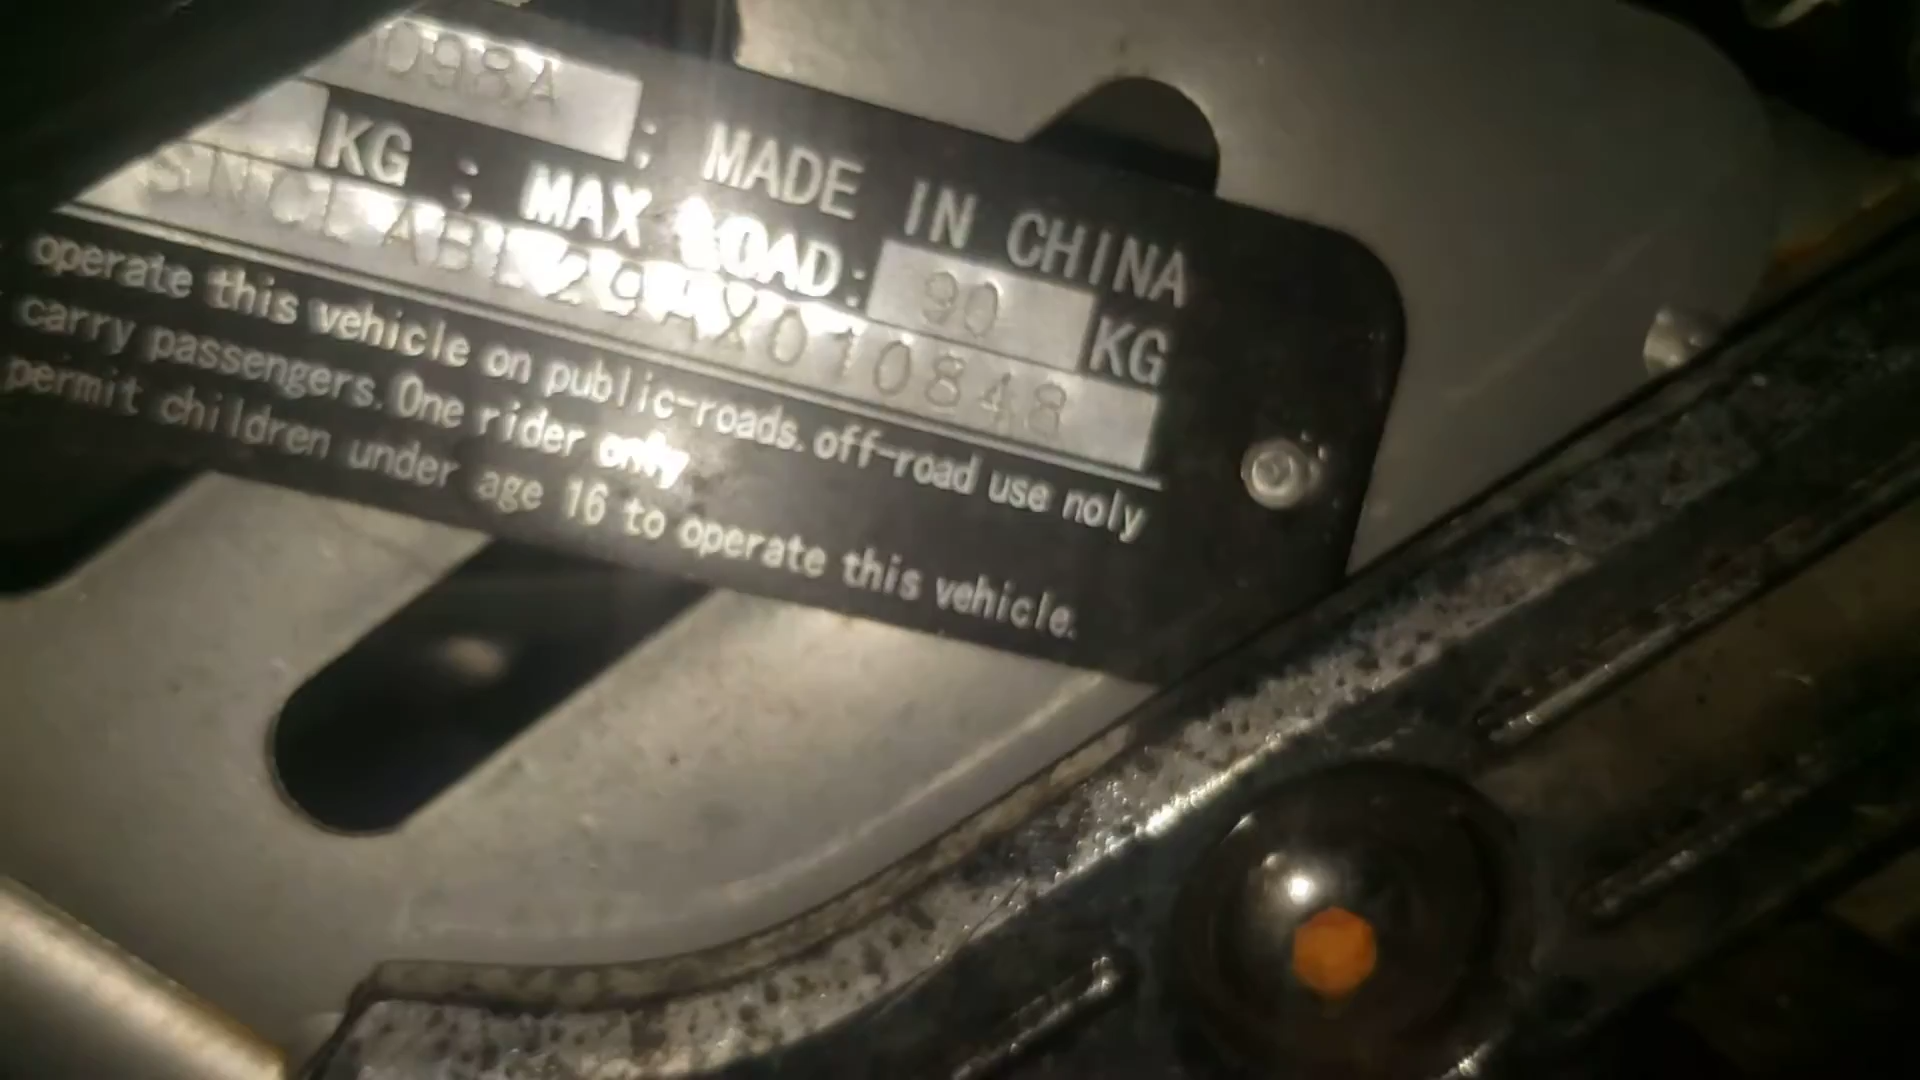 1098A ; MADE IN CHINA
KG ; MAX LOAD: 90 KG
operate this vehicle on public-roads. off-road use noly
carry passengers. One rider only
permit children under age 16 to operate this vehicle.